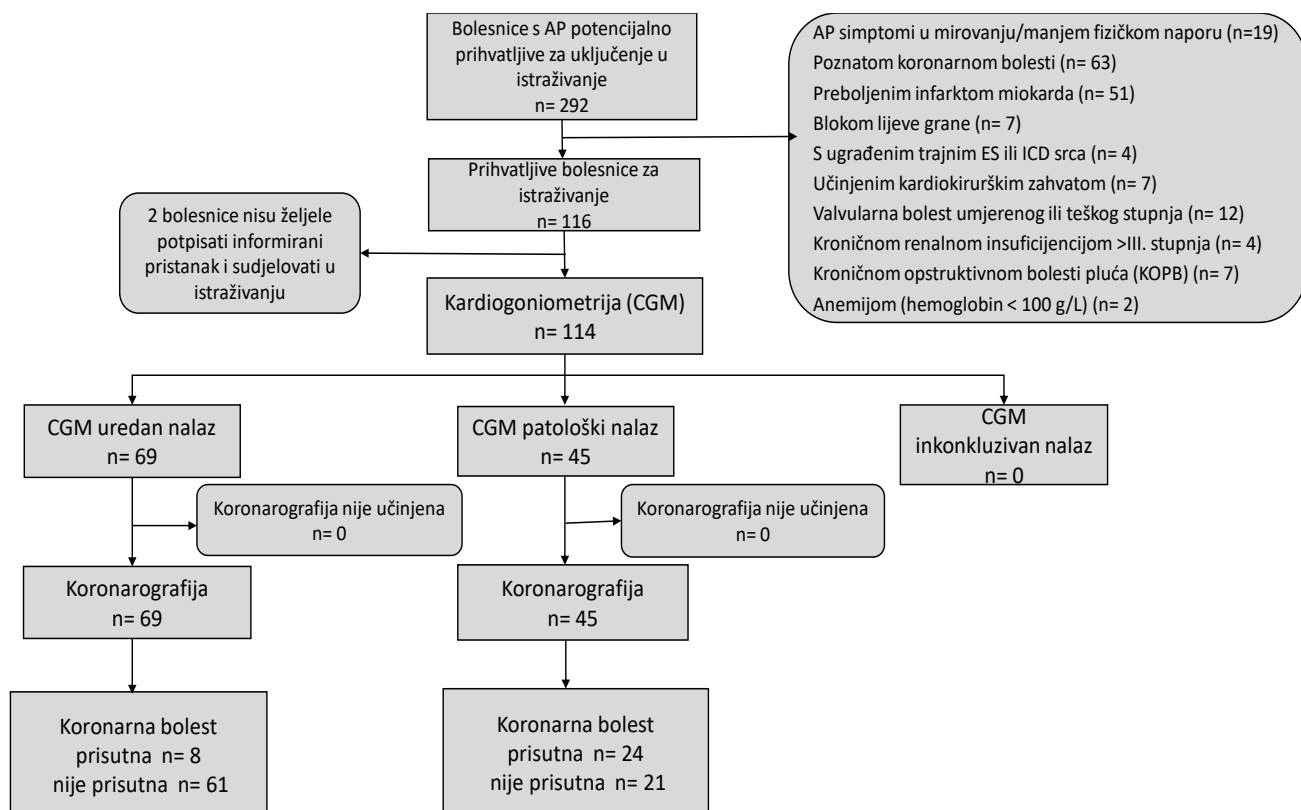 Bolesnice s AP potencijalno
prihvatljive za uključenje u
istraživanje
n= 292
AP simptomi u mirovanju/manjem fizičkom naporu (n=19)
Poznatom koronarnom bolesti (n= 63)
Preboljenim infarktom miokarda (n= 51)
Blokom lijeve grane (n= 7)
S ugrađenim trajnim ES ili ICD srca (n= 4)
Učinjenim kardiokirurškim zahvatom (n= 7)
Valvularna bolest umjerenog ili teškog stupnja (n= 12)
Kroničnom renalnom insuficijencijom >III. stupnja (n= 4)
Kroničnom opstruktivnom bolesti pluća (KOPB) (n= 7)
Anemijom (hemoglobin < 100 g/L) (n= 2)
Prihvatljive bolesnice za
istraživanje
n= 116
2 bolesnice nisu željele
potpisati informirani
pristanak i sudjelovati u
istraživanju
Kardiogoniometrija (CGM)
n= 114
CGM uredan nalaz
n= 69
CGM patološki nalaz
n= 45
CGM
inkonkluzivan nalaz
n= 0
Koronarografija nije učinjena
n= 0
Koronarografija nije učinjena
n= 0
Koronarografija
n= 69
Koronarografija
n= 45
Koronarna bolest
prisutna n= 8
nije prisutna n= 61
Koronarna bolest
prisutna n= 24
nije prisutna n= 21